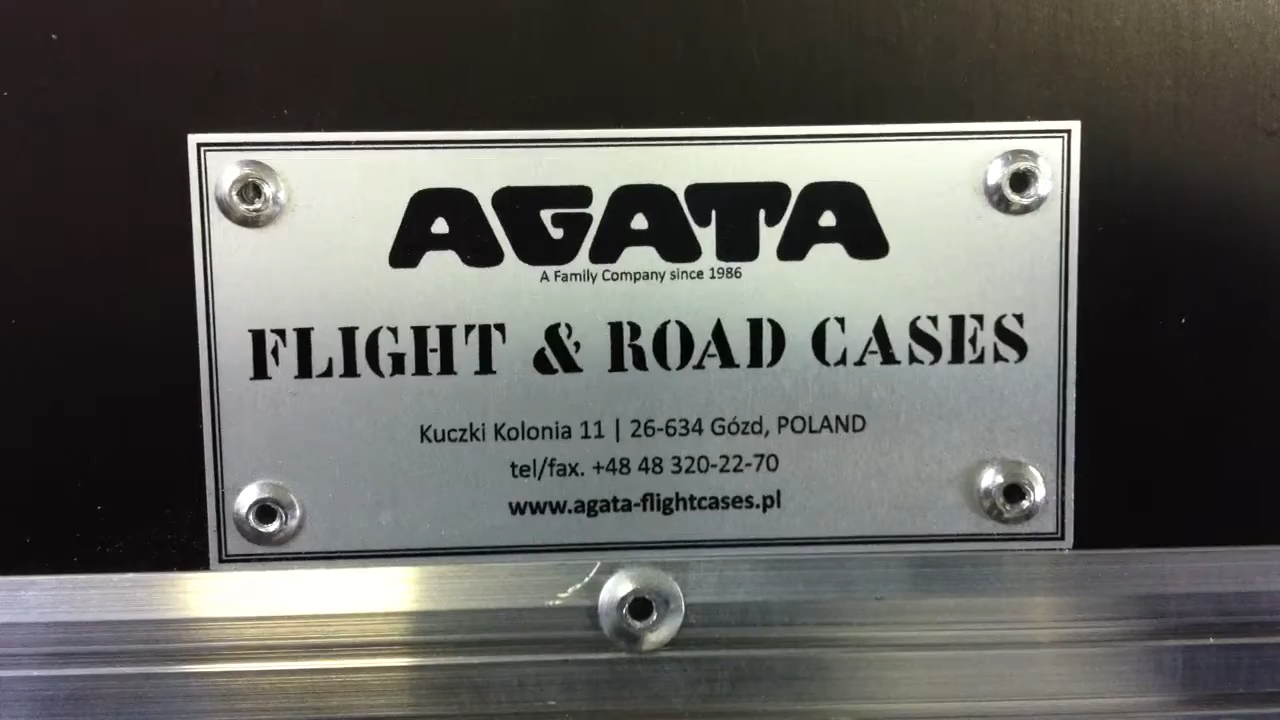 AGATA
A Family Company since 1986
FLIGHT & ROAD CASES
Kuczki Kolonia 11 | 26-634 Gózd, POLAND
tel/fax. +48 48 320-22-70
www.agata-flightcases.pl